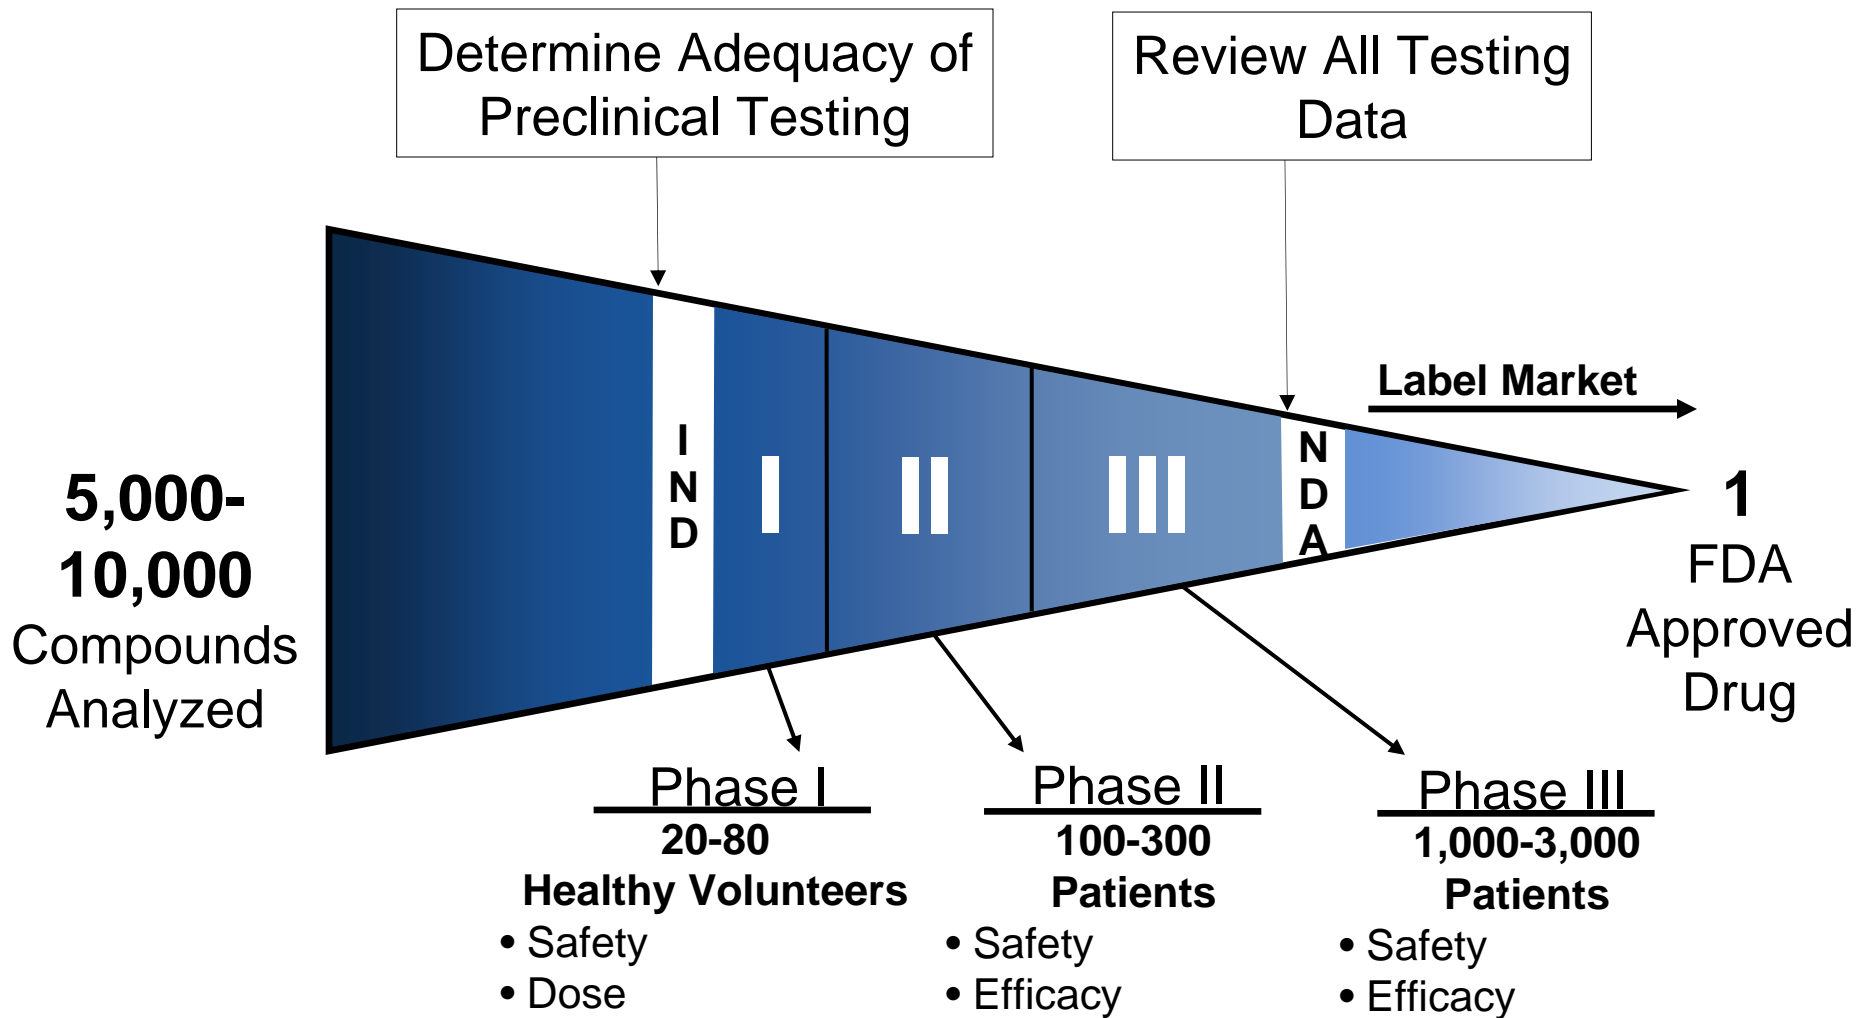 Determine Adequacy of
Preclinical Testing
Review All Testing
Data
Label Market
5,000-
10,000
Compounds
Analyzed
I
N
D
I
II
III
N
D
A
1
FDA
Approved
Drug
Phase I
20-80
Healthy Volunteers
• Safety
• Dose
Phase II
100-300
Patients
• Safety
• Efficacy
Phase III
1,000-3,000
Patients
• Safety
• Efficacy